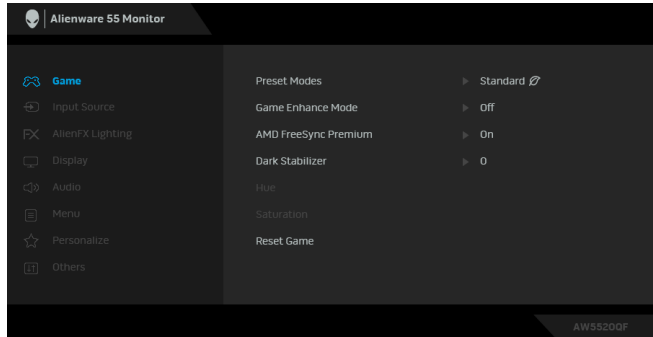 Alienware 55 Monitor
Game
Preset Modes Standard
Input Source
Game Enhance Mode Off
FX AlienFX Lighting
AMD FreeSync Premium On
Display
Dark Stabilizer 0
Audio
Hue
Menu
Saturation
Personalize
Reset Game
Others
AW5520QF